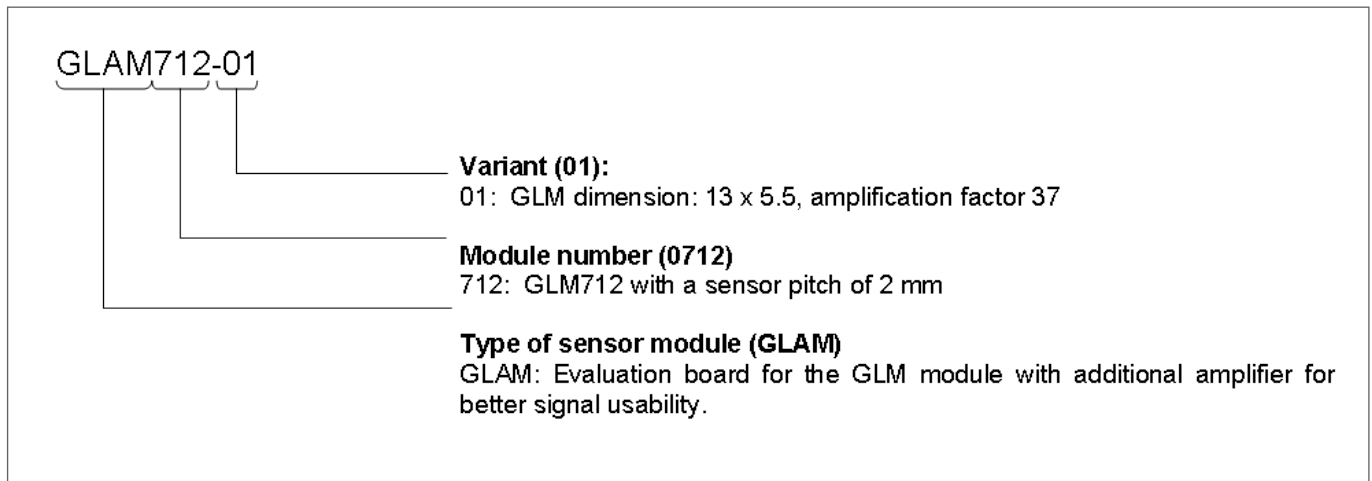 GLAM712-01
Variant (01):
01: GLM dimension: 13 x 5.5, amplification factor 37
Module number (0712)
712: GLM712 with a sensor pitch of 2 mm
Type of sensor module (GLAM)
GLAM: Evaluation board for the GLM module with additional amplifier for
better signal usability.